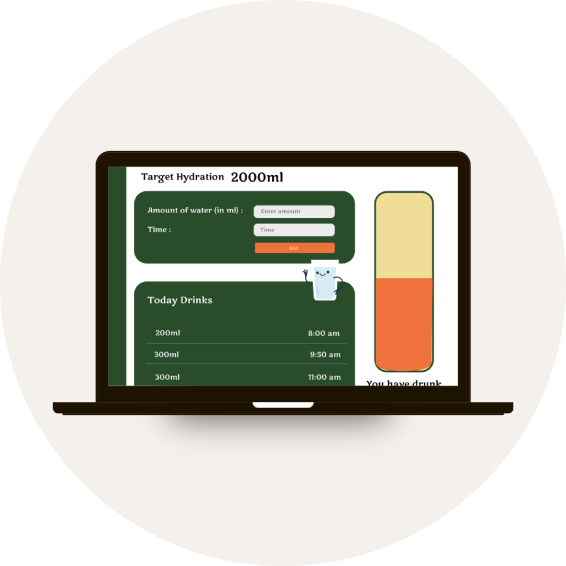 Target Hydration 2000ml
Amount of water (in ml) :
Enter amount
Time :
Time
Add
Today Drinks
200ml 8:00 am
300ml 9:50 am
300ml 11:00 am
You have drunk